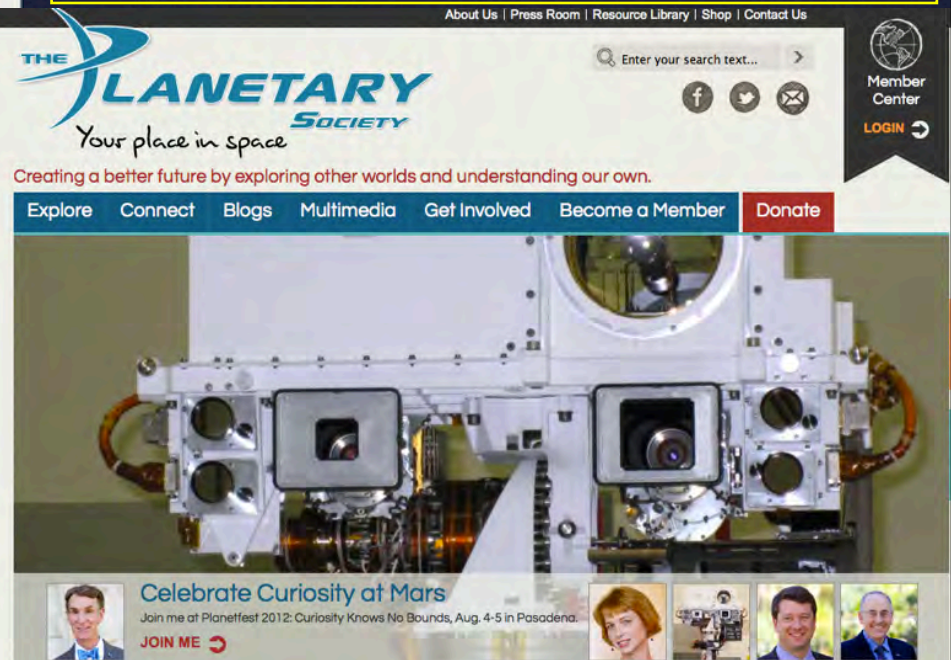 About Us | Press Room | Resource Library | Shop | Contact Us
THE
PLANETARY
SOCIETY
Your place in space
Enter your search text...
Member
Center
LOGIN
Creating a better future by exploring other worlds and understanding our own.
Explore Connect Blogs Multimedia Get Involved Become a Member Donate
Celebrate Curiosity at Mars
Join me at Planetfest 2012: Curiosity Knows No Bounds, Aug. 4-5 in Pasadena.
JOIN ME